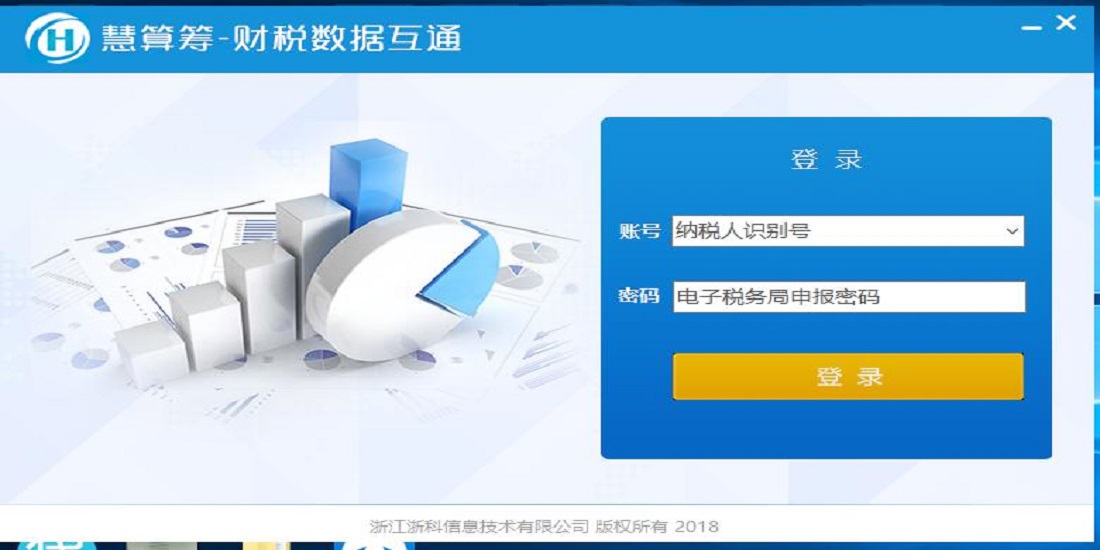 H 慧算筹-财税数据互通
登 录
账号 纳税人识别号
密码 电子税务局申报密码
登 录
浙江浙科信息技术有限公司 版权所有 2018